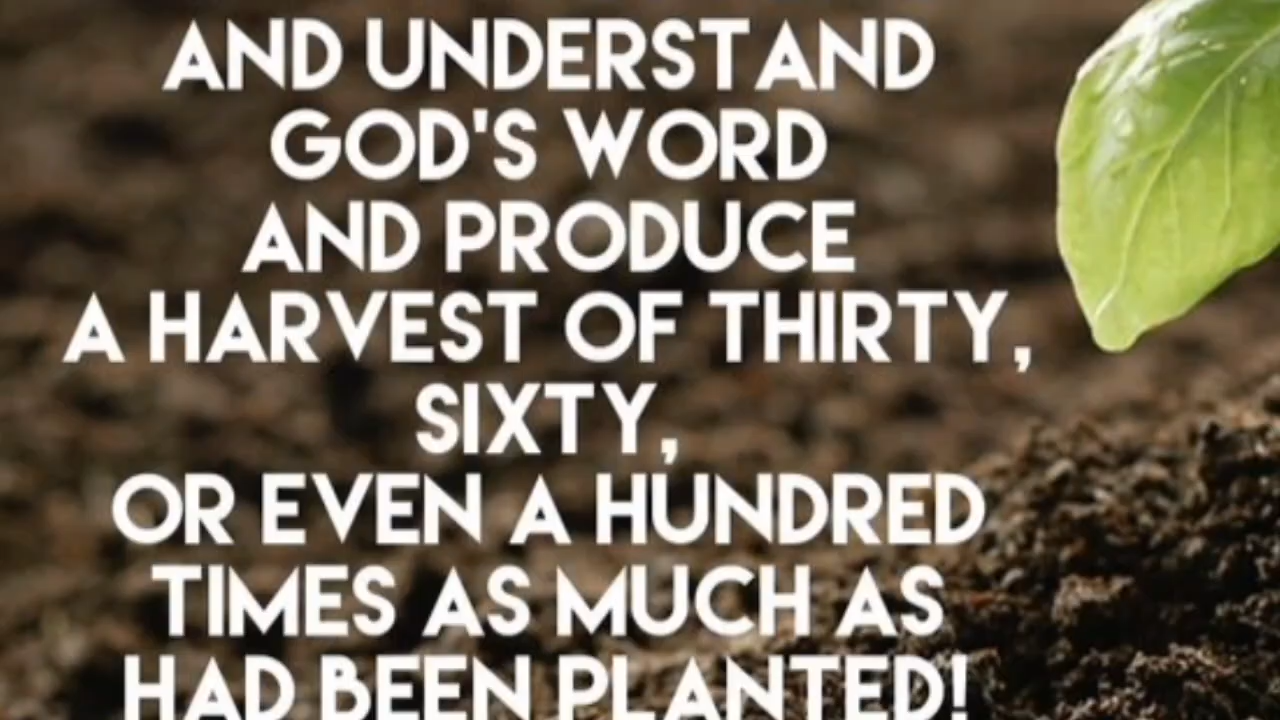 AND UNDERSTAND
GOD'S WORD
AND PRODUCE
A HARVEST OF THIRTY,
SIXTY,
OR EVEN A HUNDRED
TIMES AS MUCH AS
HAD BEEN PLANTED!